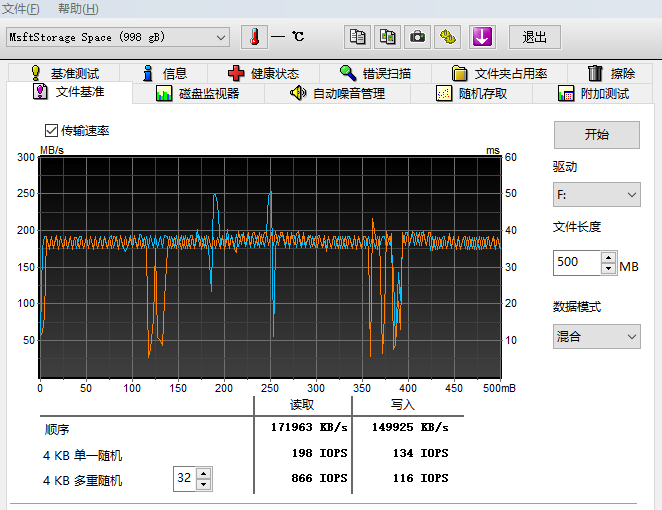 文件(F) 帮助(H)
MsftStorage Space (998 gB)
— ℃
退出
基准测试 信息 健康状态 错误扫描 文件夹占用率 擦除
文件基准 磁盘监视器 自动噪音管理 随机存取 附加测试
传输速率
开始
MB/s ms
300 60
250 50
200 40
150 30
100 20
50 10
0 50 100 150 200 250 300 350 400 450 500mB
驱动
F:
文件长度
500 MB
数据模式
混合
读取 写入
顺序 171963 KB/s 149925 KB/s
4 KB 单一随机 198 IOPS 134 IOPS
4 KB 多重随机 32 866 IOPS 116 IOPS